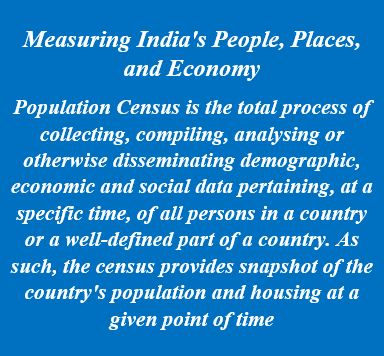 Measuring India's People, Places,
and Economy
Population Census is the total process of
collecting, compiling, analysing or
otherwise disseminating demographic,
economic and social data pertaining, at a
specific time, of all persons in a country
or a well-defined part of a country. As
such, the census provides snapshot of the
country's population and housing at a
given point of time